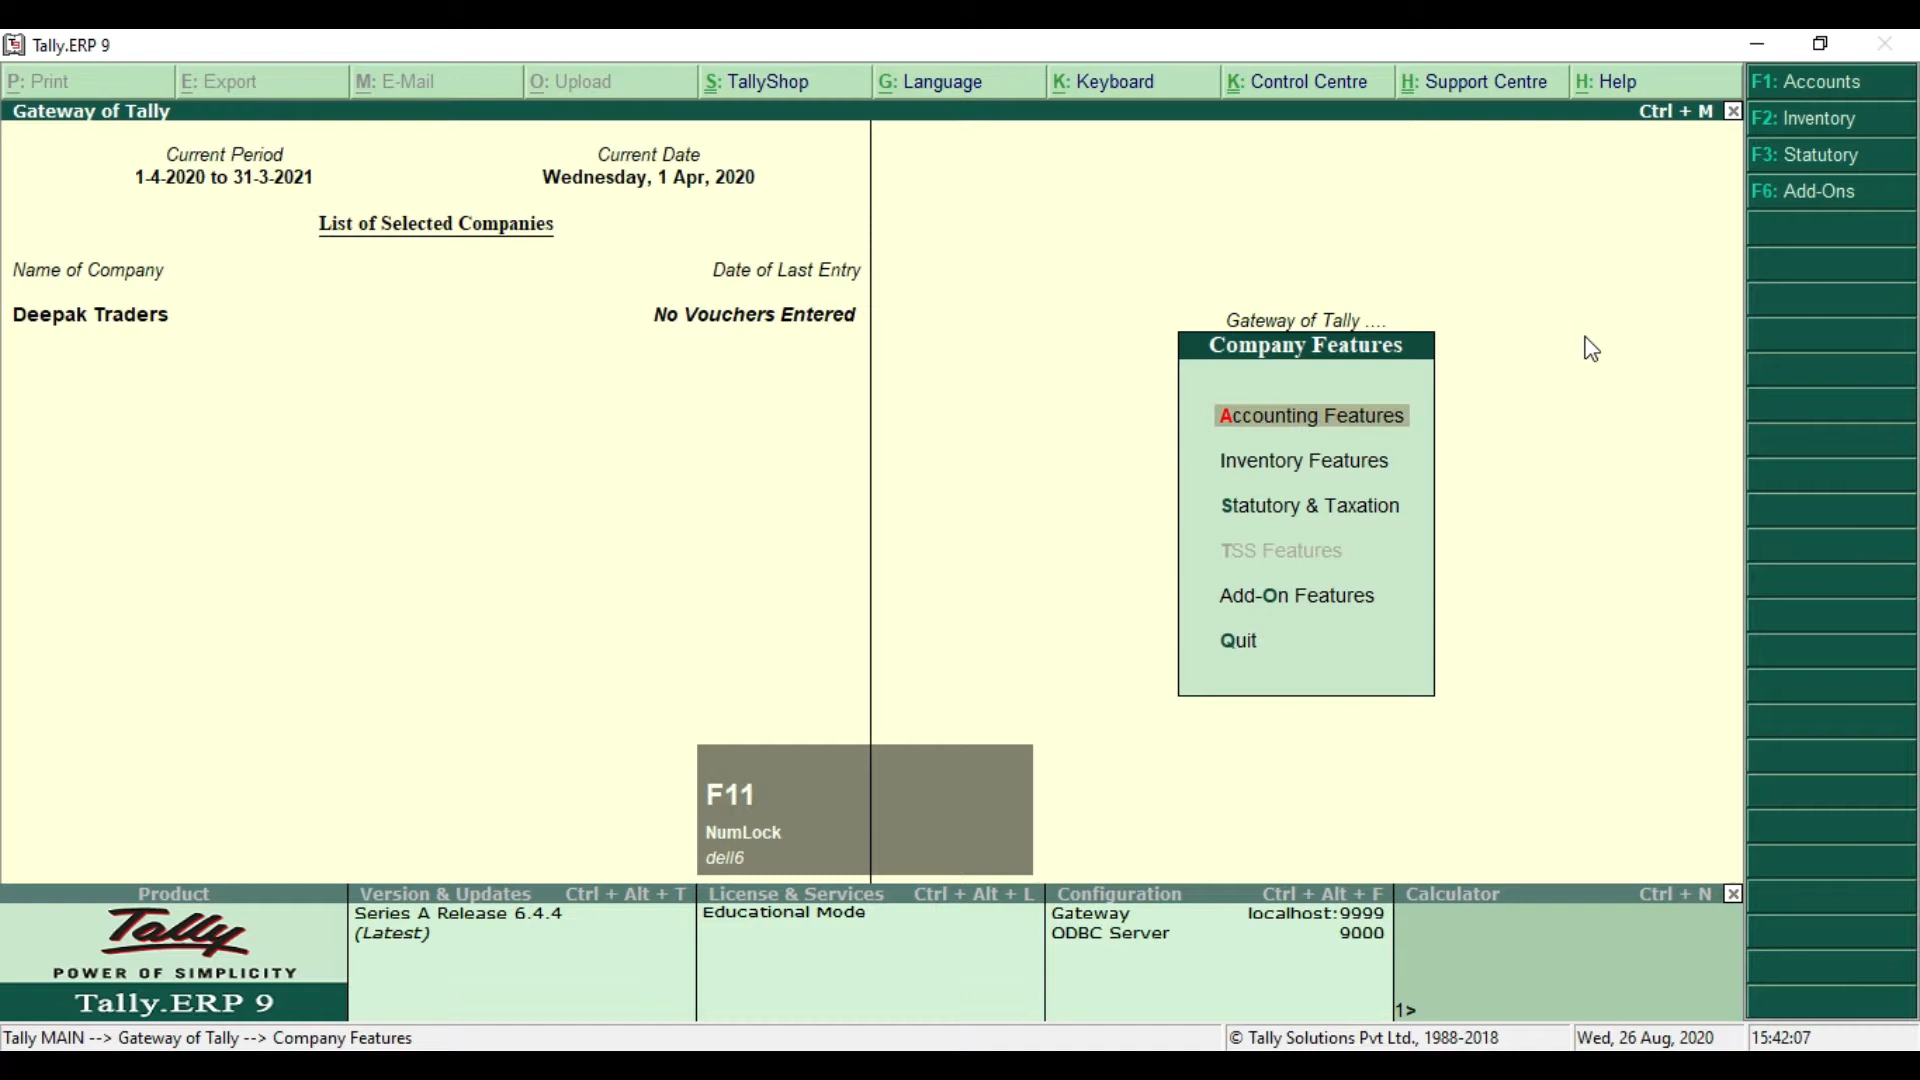 Tally.ERP 9
P: Print
E: Export
M: E-Mail
O: Upload
S: TallyShop
G: Language
K: Keyboard
K: Control Centre
H: Support Centre
H: Help
Gateway of Tally
Ctrl + M
Current Period
1-4-2020 to 31-3-2021
Current Date
Wednesday, 1 Apr, 2020
List of Selected Companies
Name of Company
Date of Last Entry
Deepak Traders
No Vouchers Entered
Gateway of Tally ....
Company Features
Accounting Features
Inventory Features
Statutory & Taxation
TSS Features
Add-On Features
Quit
F1: Accounts
F2: Inventory
F3: Statutory
F6: Add-Ons
F11
NumLock
dell6
Product
Tally
POWER OF SIMPLICITY
Tally.ERP 9
Version & Updates Ctrl + Alt + T
Series A Release 6.4.4
(Latest)
License & Services Ctrl + Alt + L
Educational Mode
Configuration Ctrl + Alt + F
Gateway localhost:9999
ODBC Server 9000
Calculator Ctrl + N
1>
Tally MAIN --> Gateway of Tally --> Company Features
© Tally Solutions Pvt Ltd., 1988-2018
Wed, 26 Aug, 2020
15:42:07